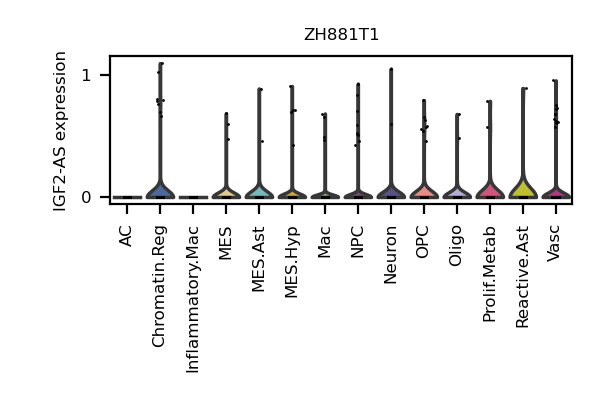 ZH881T1
IGF2-AS expression
1
0
AC
Chromatin.Reg
Inflammatory.Mac
MES
MES.Ast
MES.Hyp
Mac
NPC
Neuron
OPC
Oligo
Prolif.Metab
Reactive.Ast
Vasc